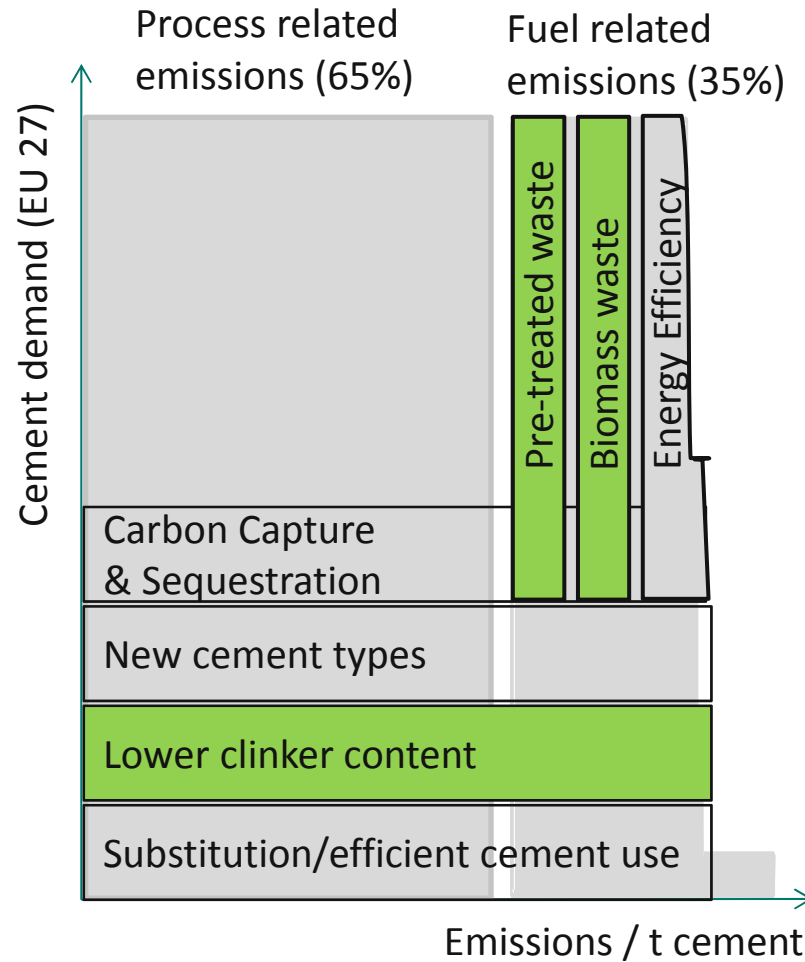 Process related
emissions (65%)
Fuel related
emissions (35%)
Cement demand (EU 27)
Pre-treated waste
Biomass waste
Energy Efficiency
Carbon Capture
& Sequestration
New cement types
Lower clinker content
Substitution/efficient cement use
Emissions / t cement